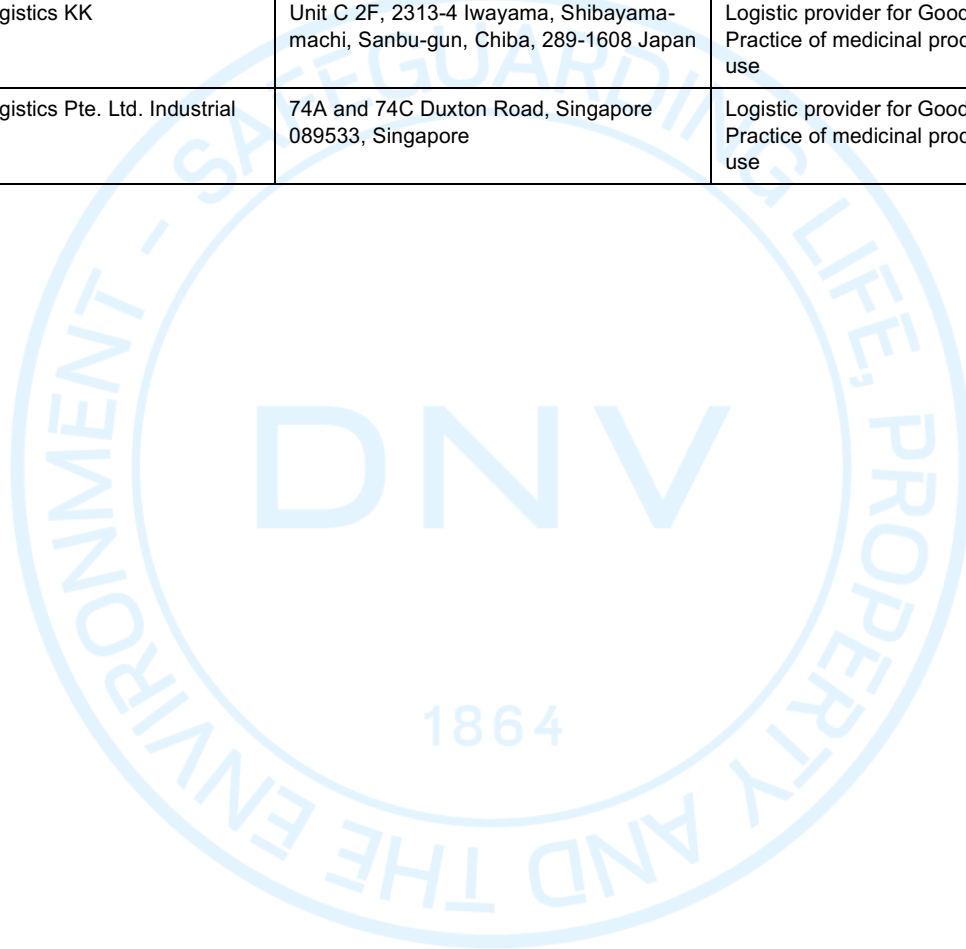 gistics KK
Unit C 2F, 2313-4 Iwayama, Shibayama-
machi, Sanbu-gun, Chiba, 289-1608 Japan
Logistic provider for Good
Practice of medicinal prod
use
gistics Pte. Ltd. Industrial
74A and 74C Duxton Road, Singapore
089533, Singapore
Logistic provider for Good
Practice of medicinal prod
use
SAFEGUARDING LIFE, PROPERTY AND THE ENVIRONMENT -
DNV
1864